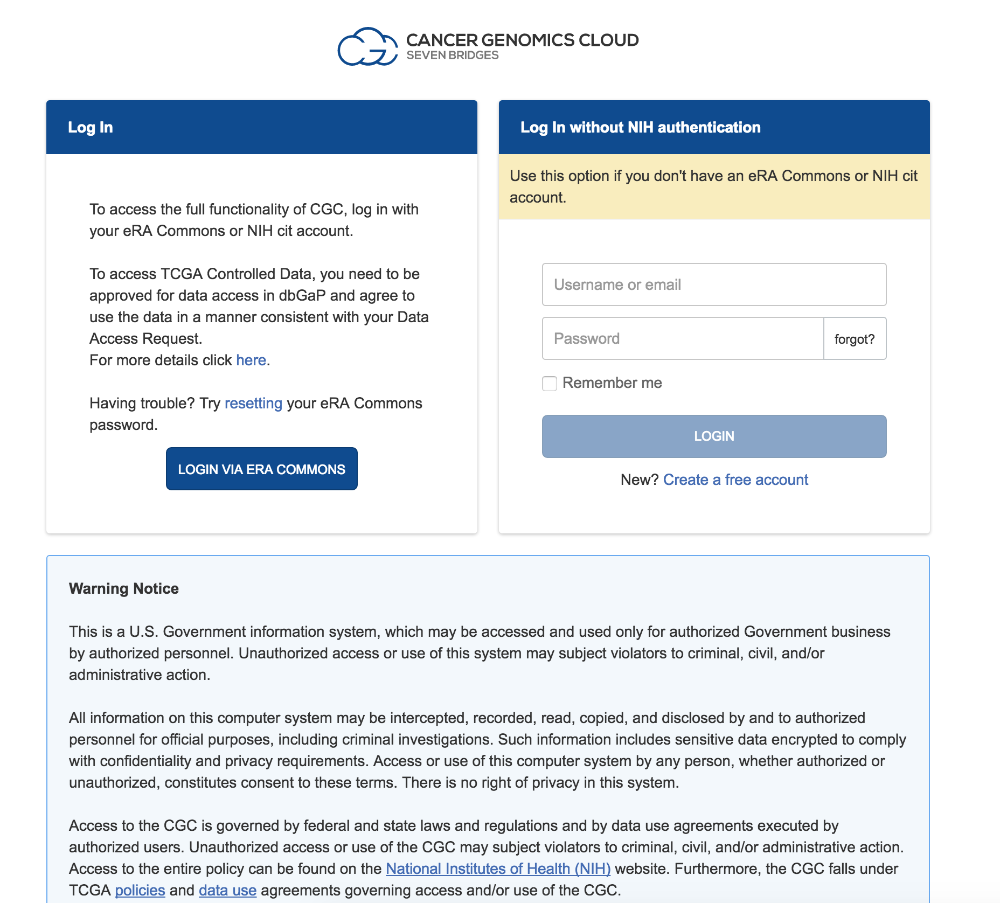 CANCER GENOMICS CLOUD
SEVEN BRIDGES
Log In
To access the full functionality of CGC, log in with
your eRA Commons or NIH cit account.
To access TCGA Controlled Data, you need to be
approved for data access in dbGaP and agree to
use the data in a manner consistent with your Data
Access Request.
For more details click here.
Having trouble? Try resetting your eRA Commons
password.
LOGIN VIA ERA COMMONS
Log In without NIH authentication
Use this option if you don't have an eRA Commons or NIH cit
account.
Username or email
Password
forgot?
Remember me
LOGIN
New? Create a free account
Warning Notice
This is a U.S. Government information system, which may be accessed and used only for authorized Government business
by authorized personnel. Unauthorized access or use of this system may subject violators to criminal, civil, and/or
administrative action.
All information on this computer system may be intercepted, recorded, read, copied, and disclosed by and to authorized
personnel for official purposes, including criminal investigations. Such information includes sensitive data encrypted to comply
with confidentiality and privacy requirements. Access or use of this computer system by any person, whether authorized or
unauthorized, constitutes consent to these terms. There is no right of privacy in this system.
Access to the CGC is governed by federal and state laws and regulations and by data use agreements executed by
authorized users. Unauthorized access or use of the CGC may subject violators to criminal, civil, and/or administrative action.
Access to the entire policy can be found on the National Institutes of Health (NIH) website. Furthermore, the CGC falls under
TCGA policies and data use agreements governing access and/or use of the CGC.